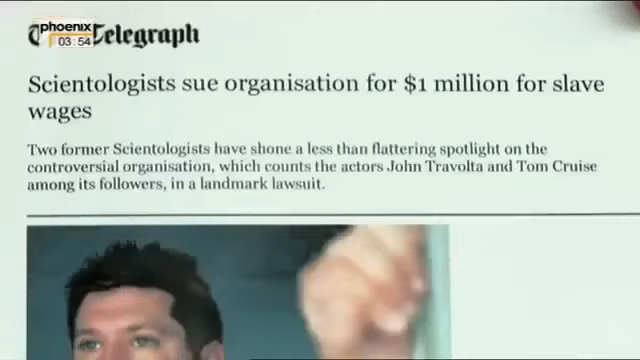 phoenix
03:54
Telegraph
Scientologists sue organisation for $1 million for slave
wages
Two former Scientologists have shone a less than flattering spotlight on the
controversial organisation, which counts the actors John Travolta and Tom Cruise
among its followers, in a landmark lawsuit.